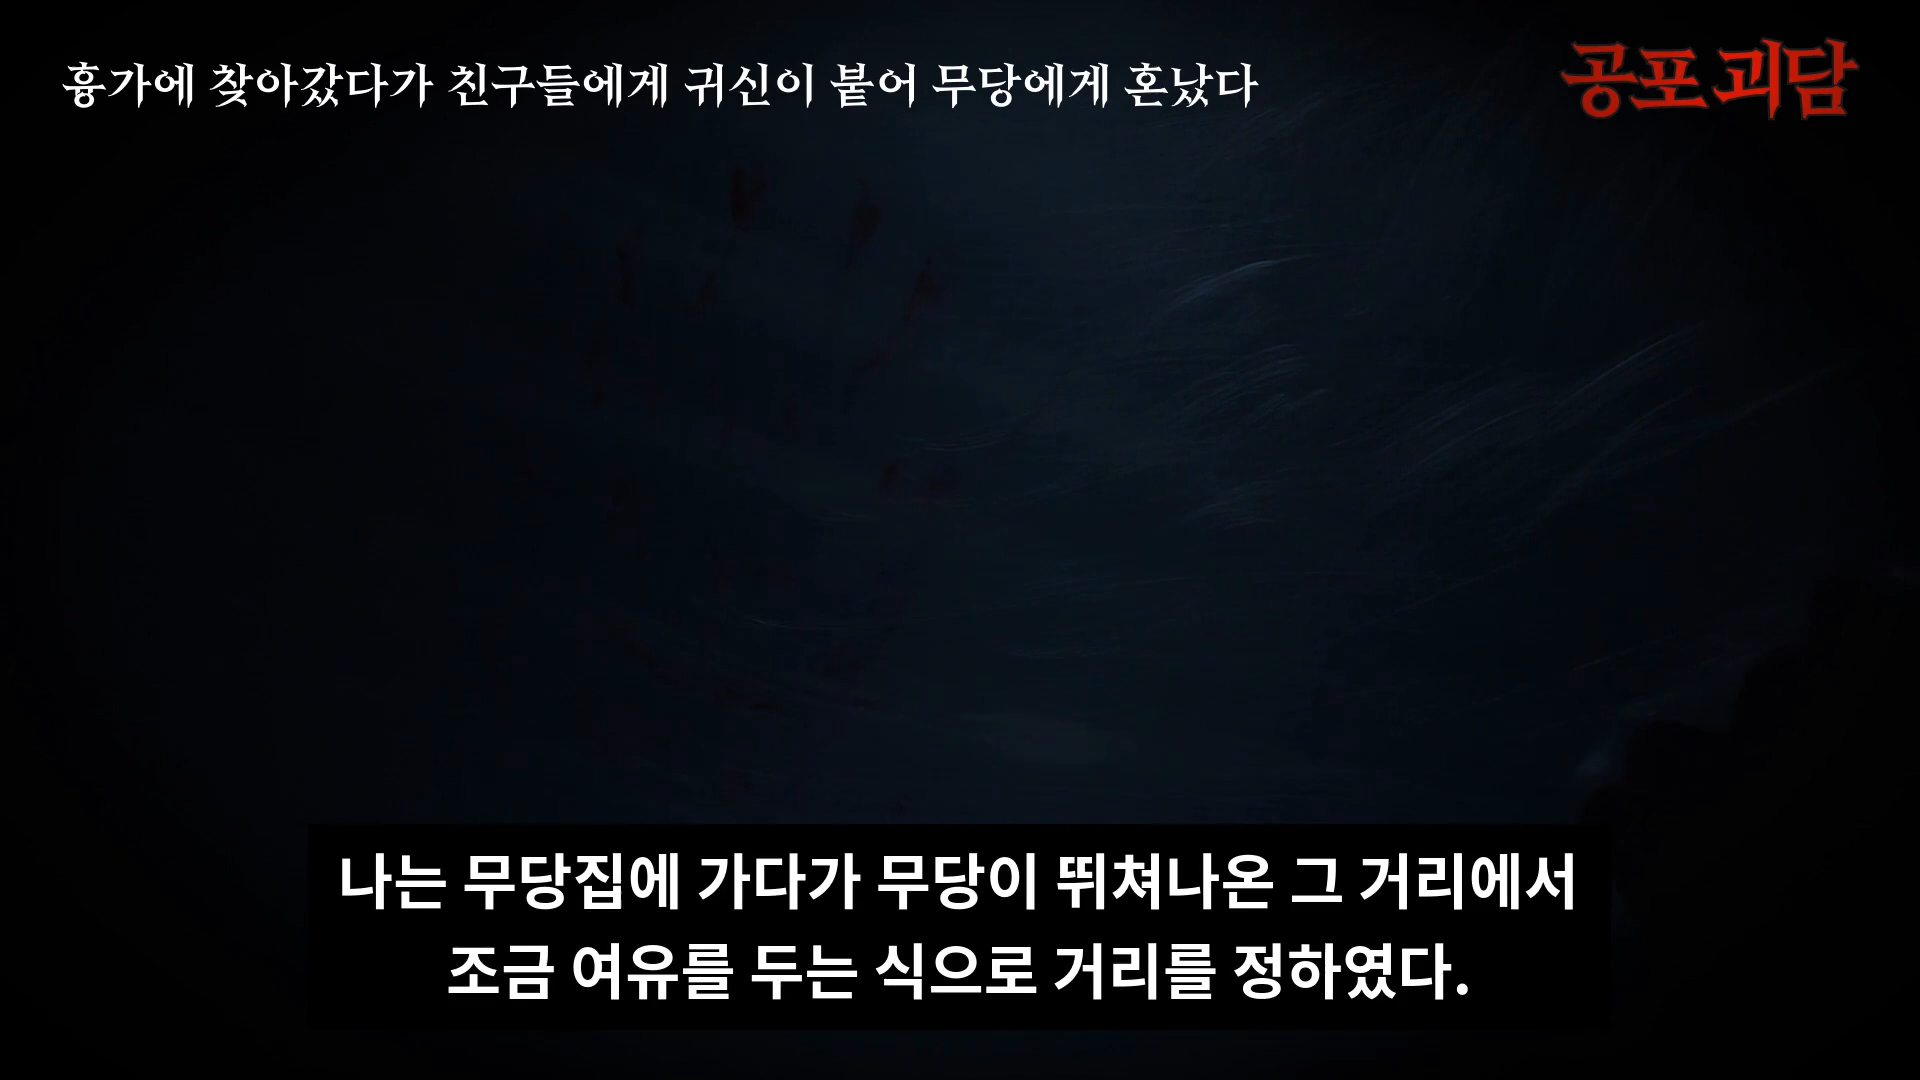 흉가에 찾아갔다가 친구들에게 귀신이 붙어 무당에게 혼났다
공포 괴담
나는 무당집에 가다가 무당이 뛰쳐나온 그 거리에서
조금 여유를 두는 식으로 거리를 정하였다.